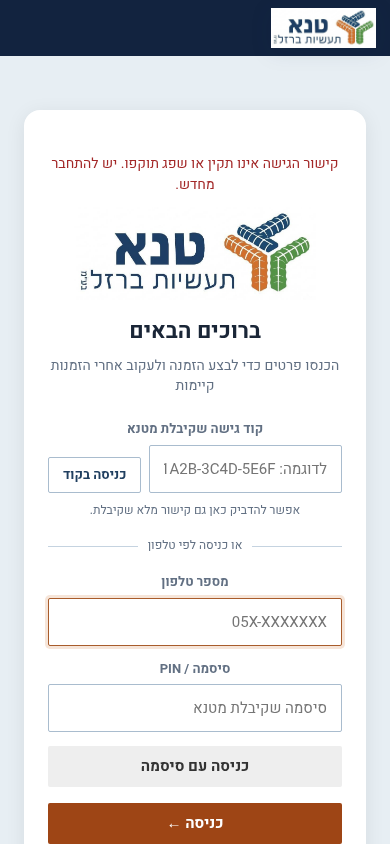 טנא
תעשיות ברזל
קישור הגישה אינו תקין או שפג תוקפו. יש להתחבר
מחדש.
טנא
תעשיות ברזל בע"מ
ברוכים הבאים
הכנסו פרטים כדי לבצע הזמנה ולעקוב אחרי הזמנות
קיימות
קוד גישה שקיבלת מטנא
לדוגמה: 1A2B-3C4D-5E6F
כניסה בקוד
אפשר להדביק כאן גם קישור מלא שקיבלת.
או כניסה לפי טלפון
מספר טלפון
05X-XXXXXXX
סיסמה / PIN
סיסמה שקיבלת מטנא
כניסה עם סיסמה
כניסה ←